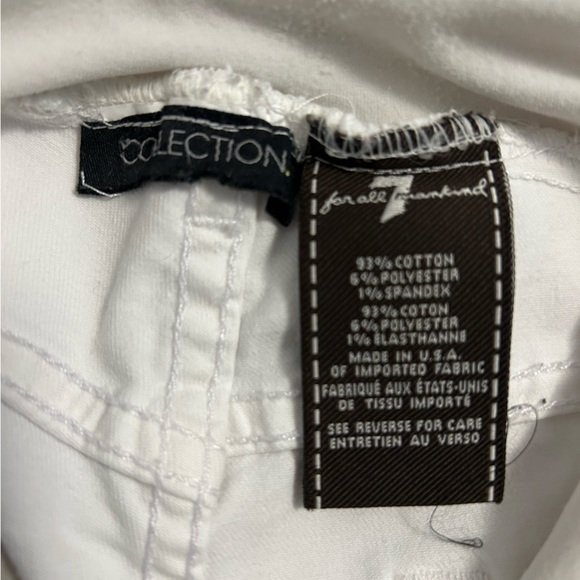 COLLECTION
7
for all mankind
93% COTTON
6% POLYESTER
1% SPANDEX
93% COTON
6% POLYESTER
1% ELASTHANNE
MADE IN U.S.A.
OF IMPORTED FABRIC
FABRIQUÉ AUX ÉTATS-UNIS
DE TISSU IMPORTÉ
SEE REVERSE FOR CARE
ENTRETIEN AU VERSO